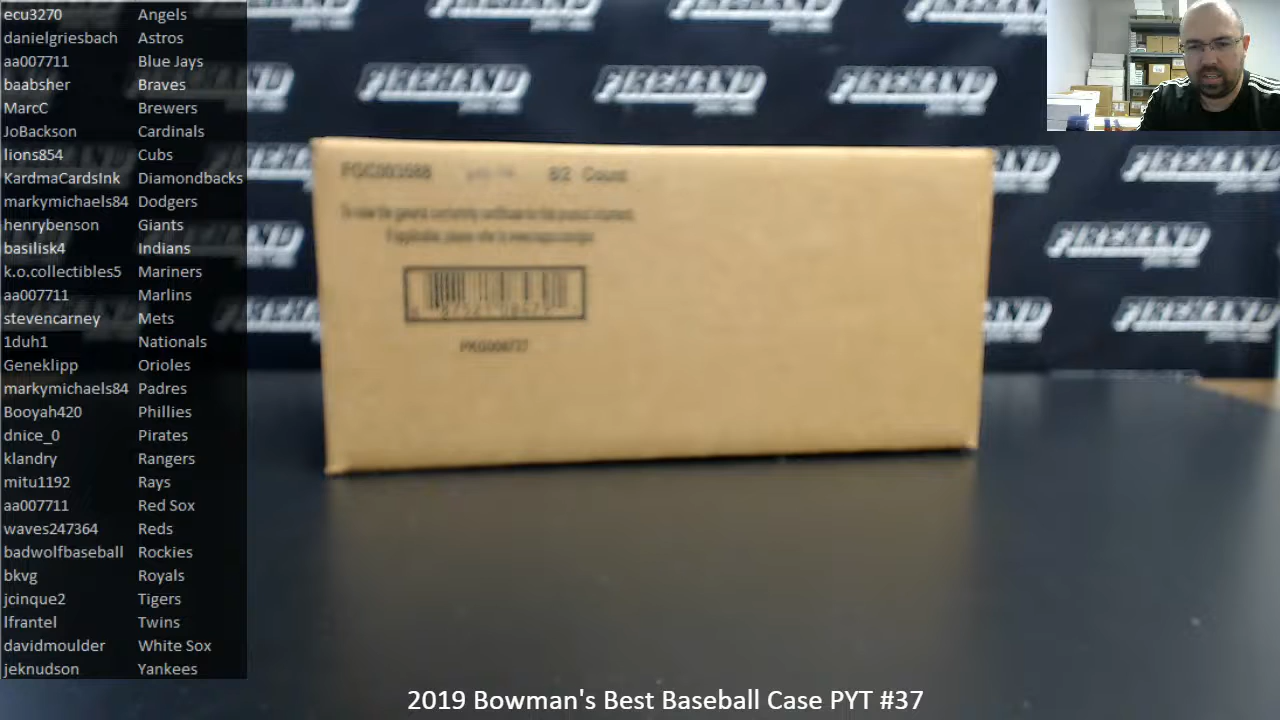 ecu3270 Angels
danielgriesbach Astros
aa007711 Blue Jays
baabsher Braves
MarcC Brewers
JoBackson Cardinals
lions854 Cubs
KardmaCardsInk Diamondbacks
markymichaels84 Dodgers
henrybenson Giants
basilisk4 Indians
k.o.collectibles5 Mariners
aa007711 Marlins
stevencarney Mets
1duh1 Nationals
Geneklipp Orioles
markymichaels84 Padres
Booyah420 Phillies
dnice_0 Pirates
klandry Rangers
mitu1192 Rays
aa007711 Red Sox
waves247364 Reds
badwolfbaseball Rockies
bkvg Royals
jcinque2 Tigers
lfrantel Twins
davidmoulder White Sox
jeknudson Yankees
FIREHAND FIREHAND FIREHAND
Count
2019 Bowman's Best Baseball Case PYT #37